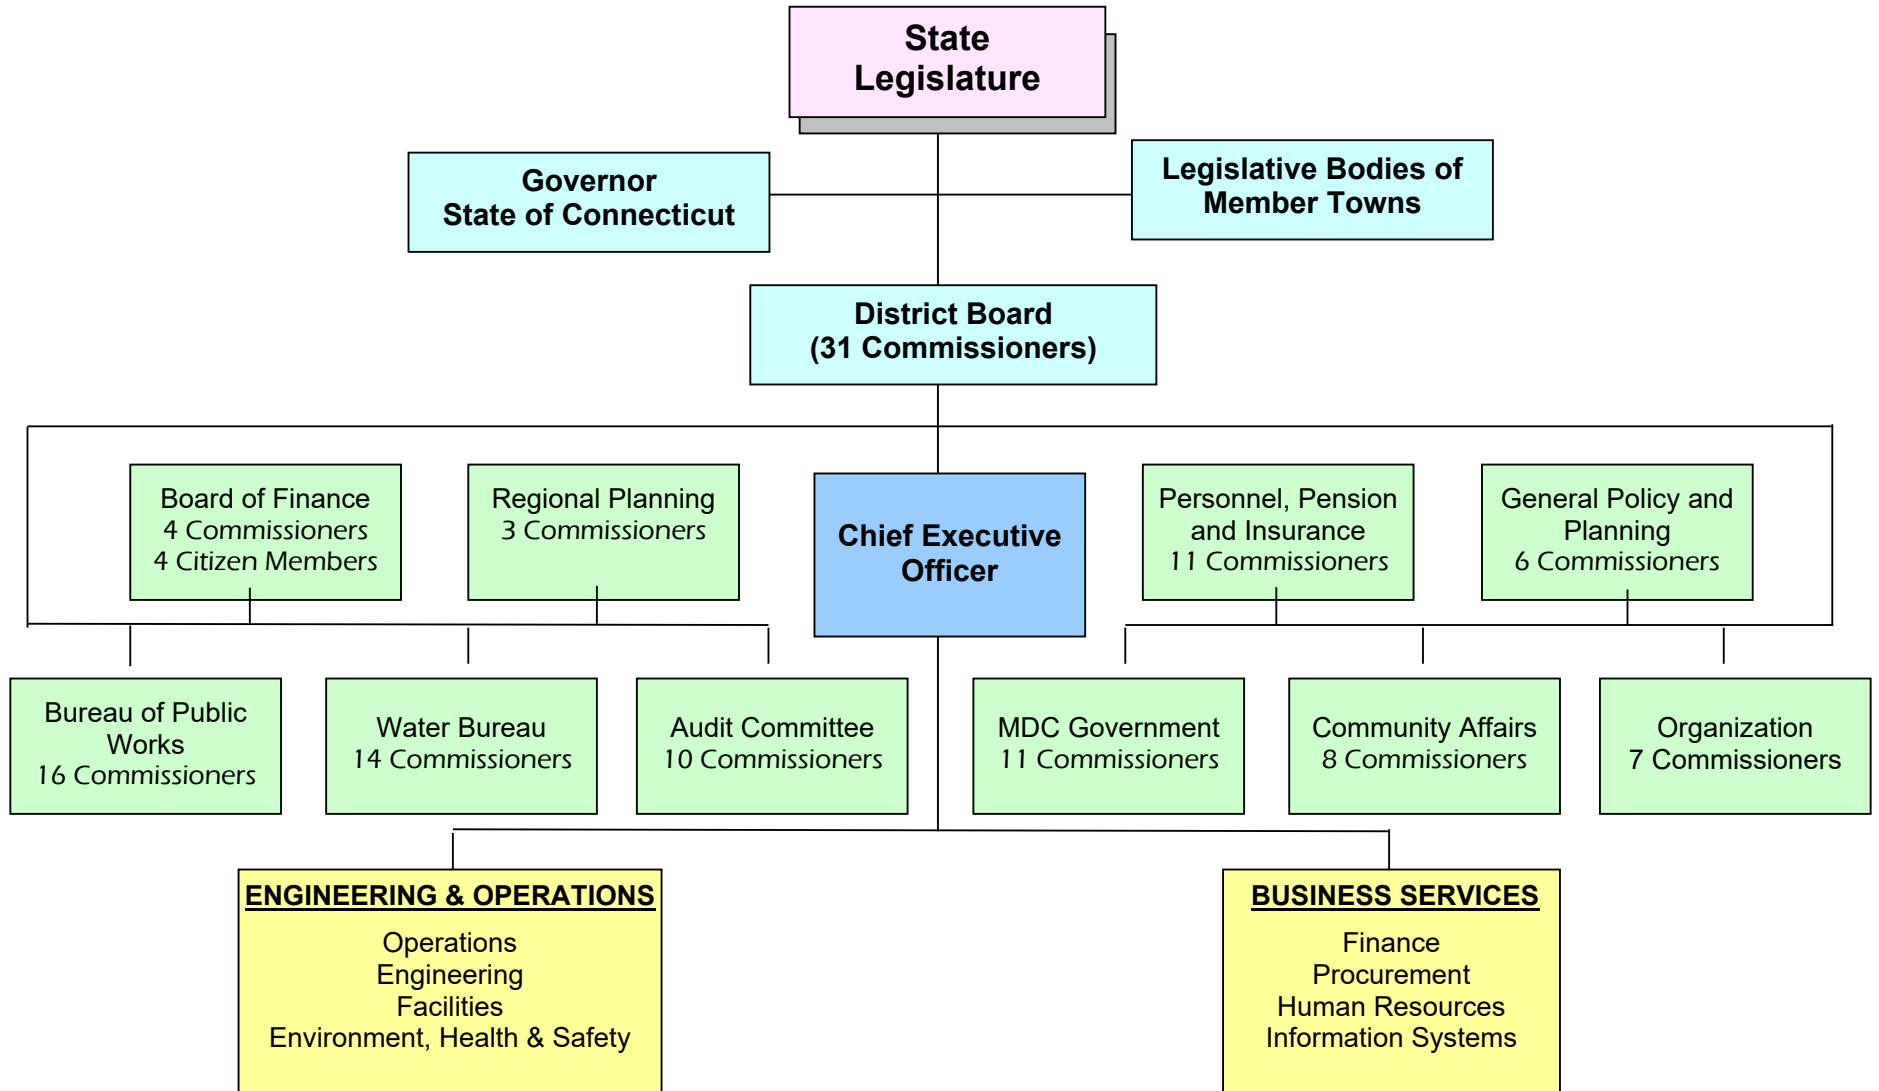 State
Legislature
Governor
State of Connecticut
Legislative Bodies of
Member Towns
District Board
(31 Commissioners)
Board of Finance
4 Commissioners
4 Citizen Members
Regional Planning
3 Commissioners
Chief Executive
Officer
Personnel, Pension
and Insurance
11 Commissioners
General Policy and
Planning
6 Commissioners
Bureau of Public
Works
16 Commissioners
Water Bureau
14 Commissioners
Audit Committee
10 Commissioners
MDC Government
11 Commissioners
Community Affairs
8 Commissioners
Organization
7 Commissioners
ENGINEERING & OPERATIONS
Operations
Engineering
Facilities
Environment, Health & Safety
BUSINESS SERVICES
Finance
Procurement
Human Resources
Information Systems